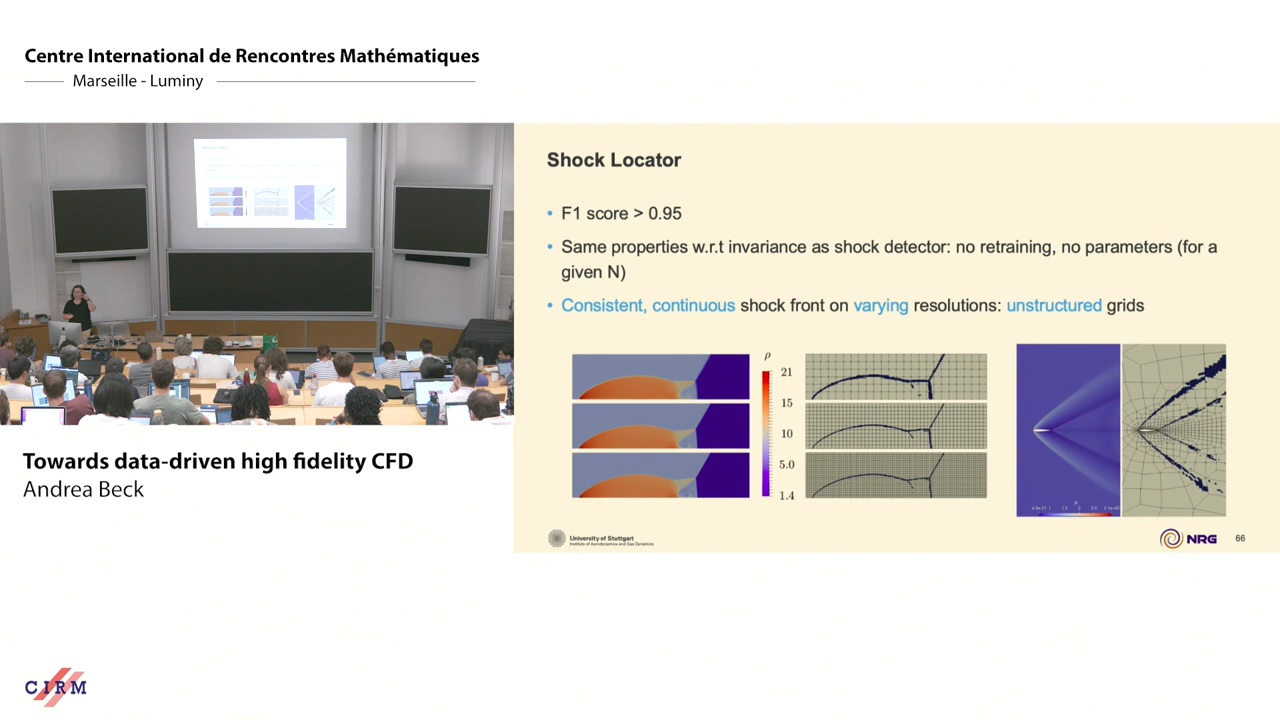 Centre International de Rencontres Mathématiques
Marseille - Luminy
Shock Locator
• F1 score > 0.95
• Same properties w.r.t invariance as shock detector: no retraining, no parameters (for a
given N)
• Consistent, continuous shock front on varying resolutions: unstructured grids
ρ
21
15
10
5.0
1.4
University of Stuttgart
Institute of Aerodynamics and Gas Dynamics
NRG
66
Towards data-driven high fidelity CFD
Andrea Beck
CIRM